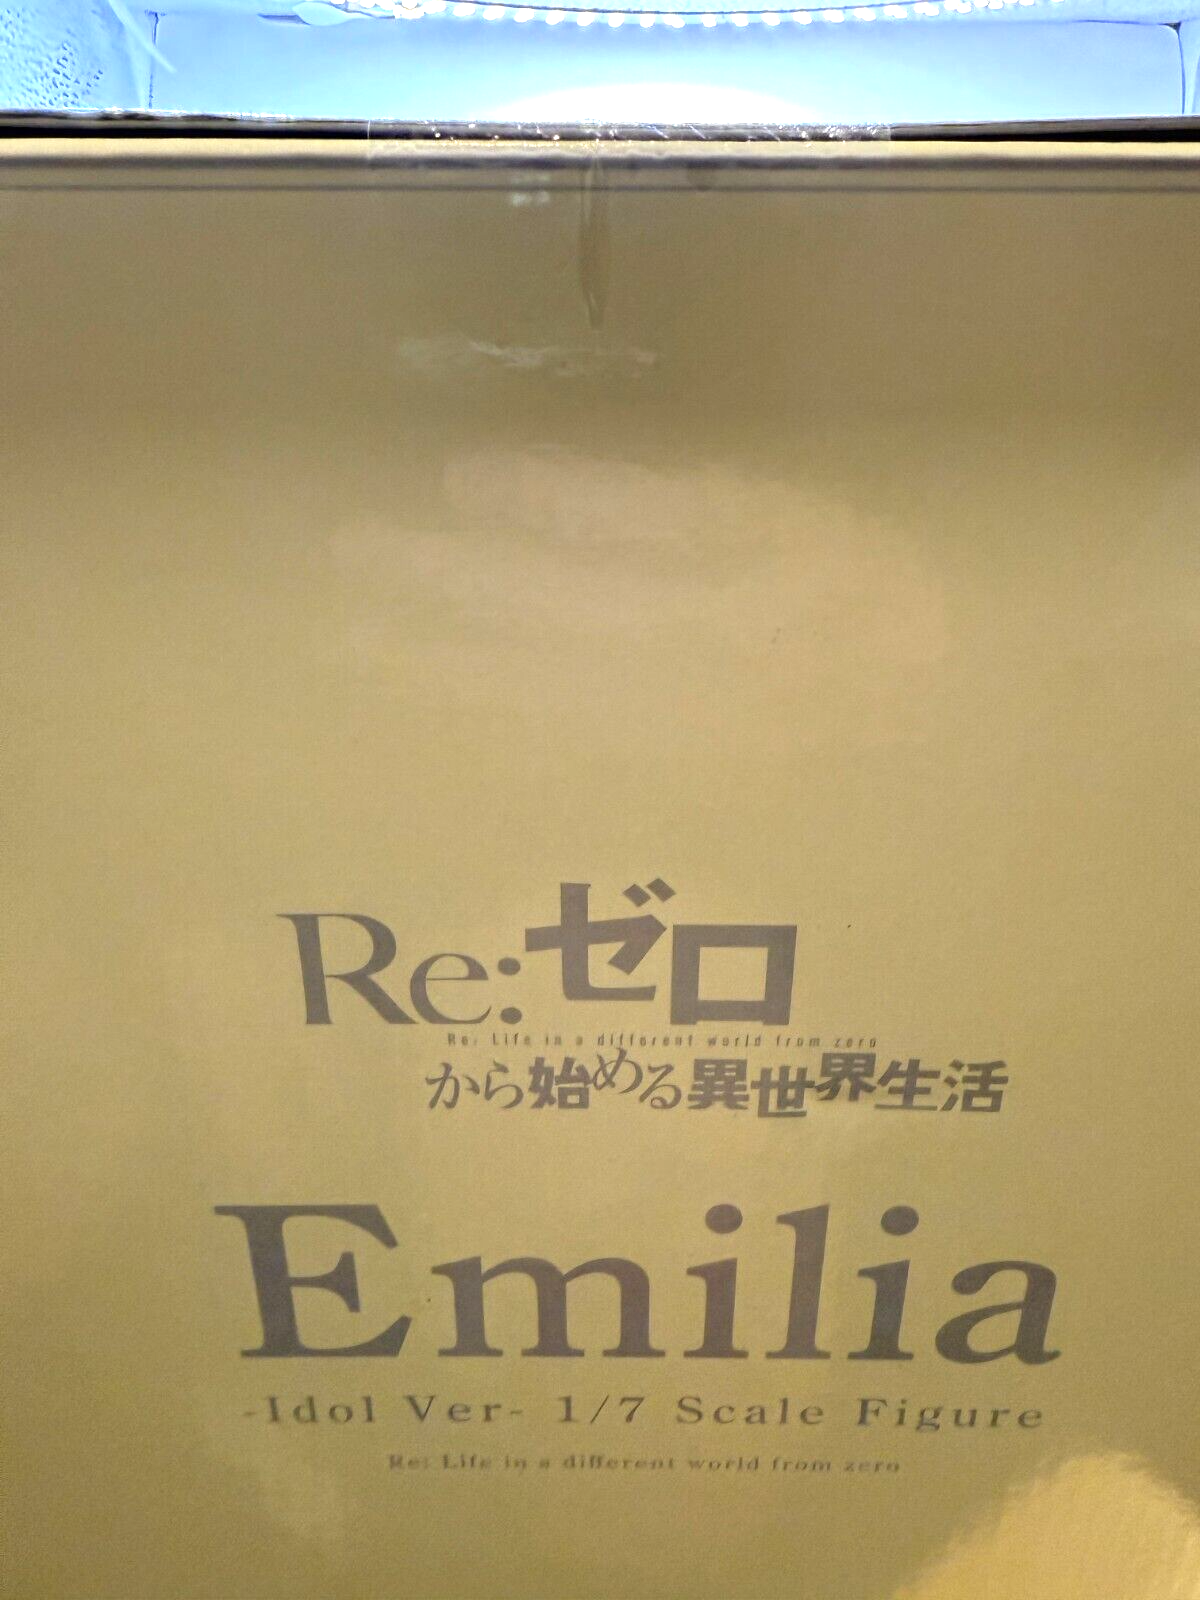 Re:ゼロ
Re: Life in a different world from zero
から始める異世界生活
Emilia
-Idol Ver- 1/7 Scale Figure
Re: Life in a different world from zero